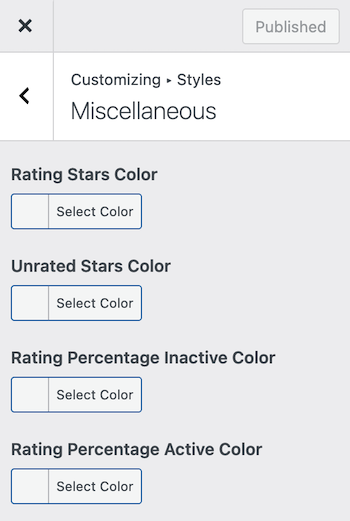 Published
Customizing ▸ Styles
Miscellaneous
Rating Stars Color
Select Color
Unrated Stars Color
Select Color
Rating Percentage Inactive Color
Select Color
Rating Percentage Active Color
Select Color